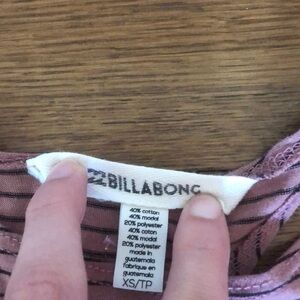 BILLABONG
40% cotton
40% modal
20% polyester
40% coton
40% modal
20% polyester
made in
guatemala
fabriqué en
guatemala
XS/TP